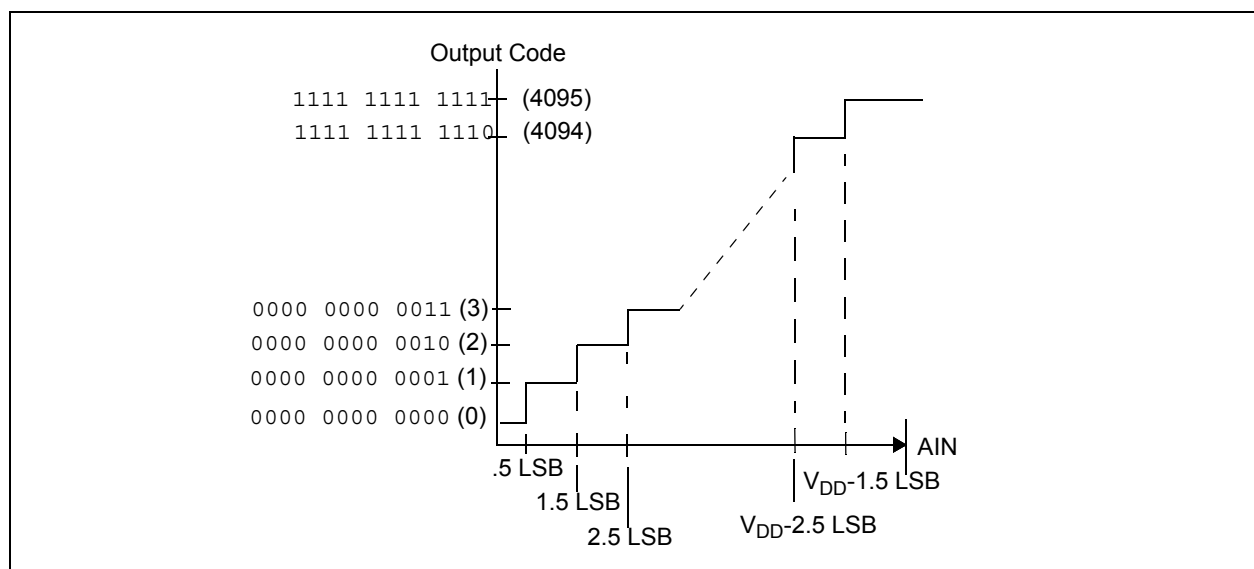 Output Code
1111 1111 1111 (4095)
1111 1111 1110 (4094)
0000 0000 0011 (3)
0000 0000 0010 (2)
0000 0000 0001 (1)
0000 0000 0000 (0)
AIN
.5 LSB
V_DD-1.5 LSB
1.5 LSB
V_DD-2.5 LSB
2.5 LSB